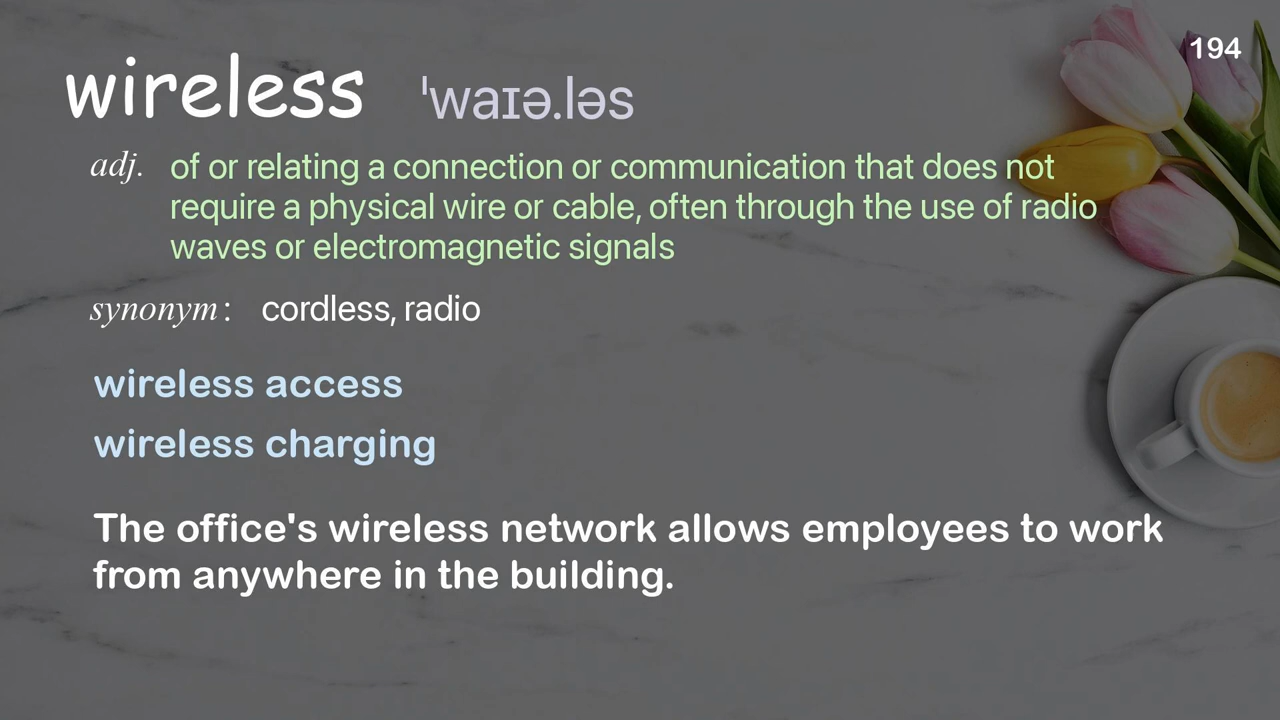 194
wireless ˈwaɪə.ləs
adj. of or relating a connection or communication that does not
require a physical wire or cable, often through the use of radio
waves or electromagnetic signals
synonym: cordless, radio
wireless access
wireless charging
The office's wireless network allows employees to work
from anywhere in the building.